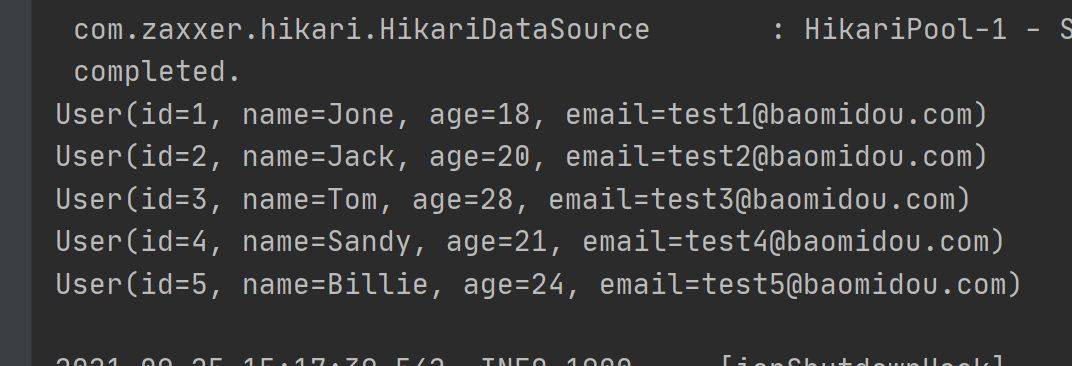 com.zaxxer.hikari.HikariDataSource : HikariPool-1 - S
completed.
User(id=1, name=Jone, age=18, email=test1@baomidou.com)
User(id=2, name=Jack, age=20, email=test2@baomidou.com)
User(id=3, name=Tom, age=28, email=test3@baomidou.com)
User(id=4, name=Sandy, age=21, email=test4@baomidou.com)
User(id=5, name=Billie, age=24, email=test5@baomidou.com)
INFO [ionShutdownHook]